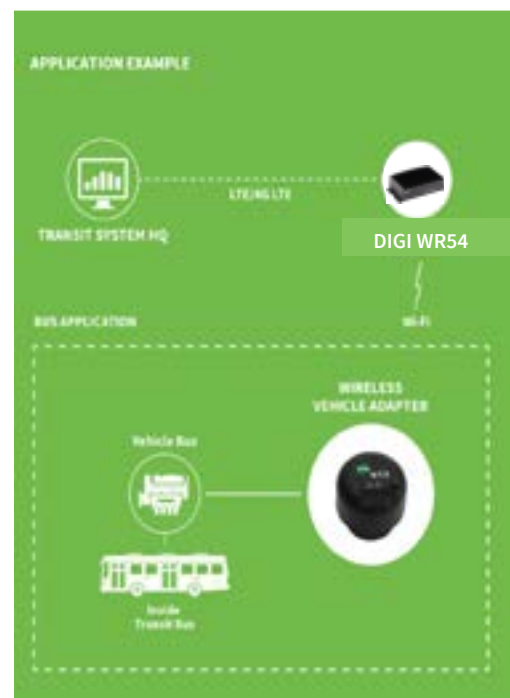 APPLICATION EXAMPLE
LTE/4G LTE
TRANSIT SYSTEM HQ
DIGI WR54
BUS APPLICATION
Wi-Fi
WIRELESS
VEHICLE ADAPTER
Vehicle Bus
Inside
Transit Bus